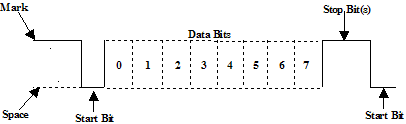 Mark
Stop Bit(s)
Data Bits
0 1 2 3 4 5 6 7
Space
Start Bit
Start Bit